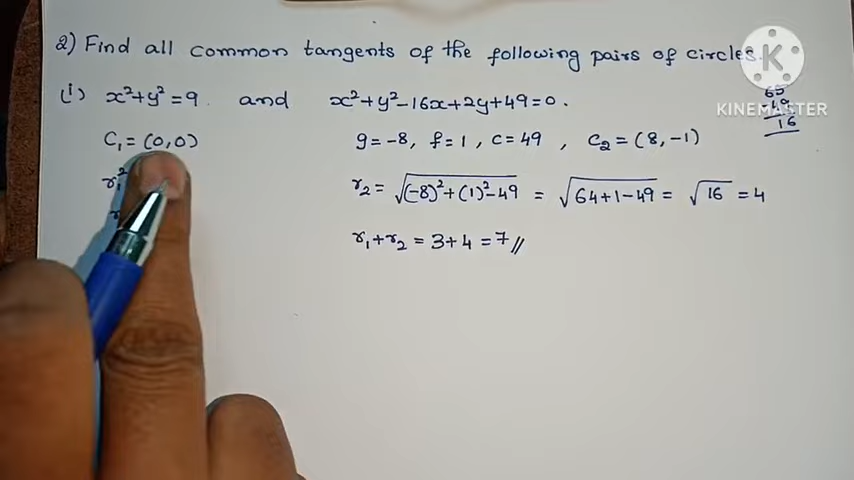 2) Find all common tangents of the following pairs of circles.
(i) x²+y²=9 and x²+y²-16x+2y+49=0.
C₁=(0,0) g=-8, f=1, c=49, C₂=(8,-1)
r₁² r₂=√(-8)²+(1)²-49 = √64+1-49 = √16 = 4
r₁+r₂ = 3+4 = 7//
65
-49
16
K
KINEMASTER